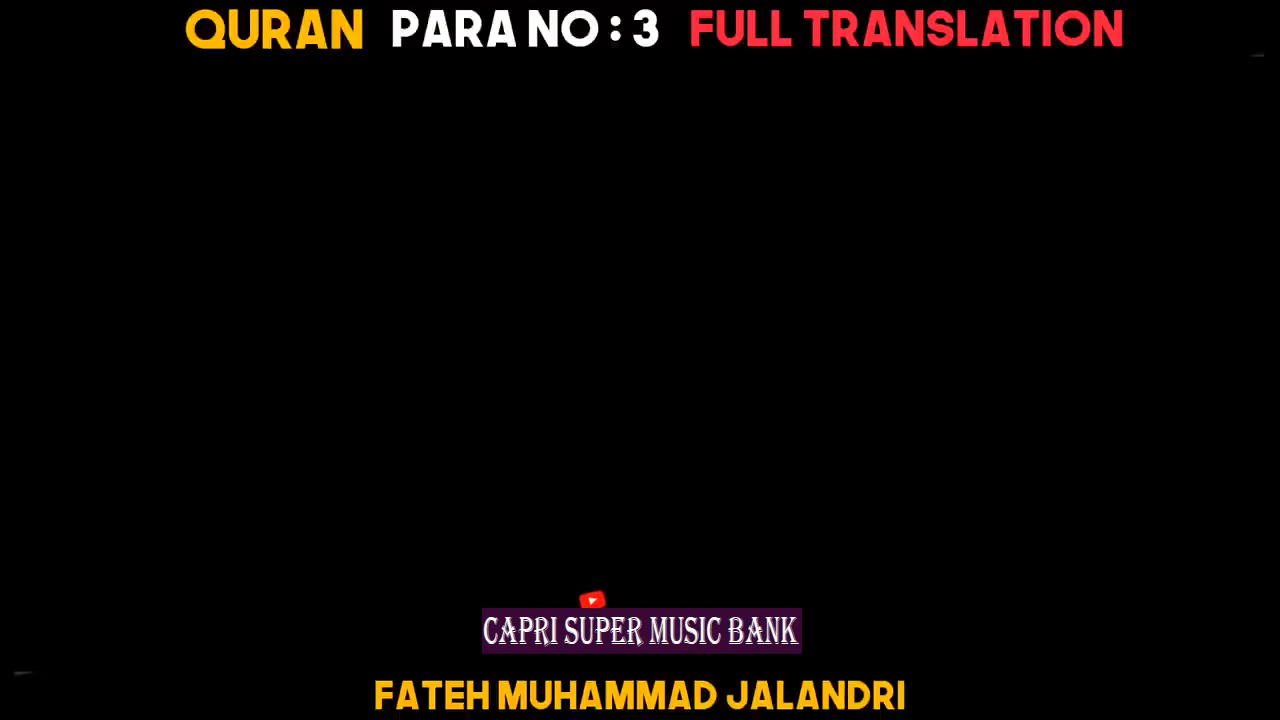 QURAN PARA NO : 3 FULL TRANSLATION
CAPRI SUPER MUSIC BANK
FATEH MUHAMMAD JALANDRI